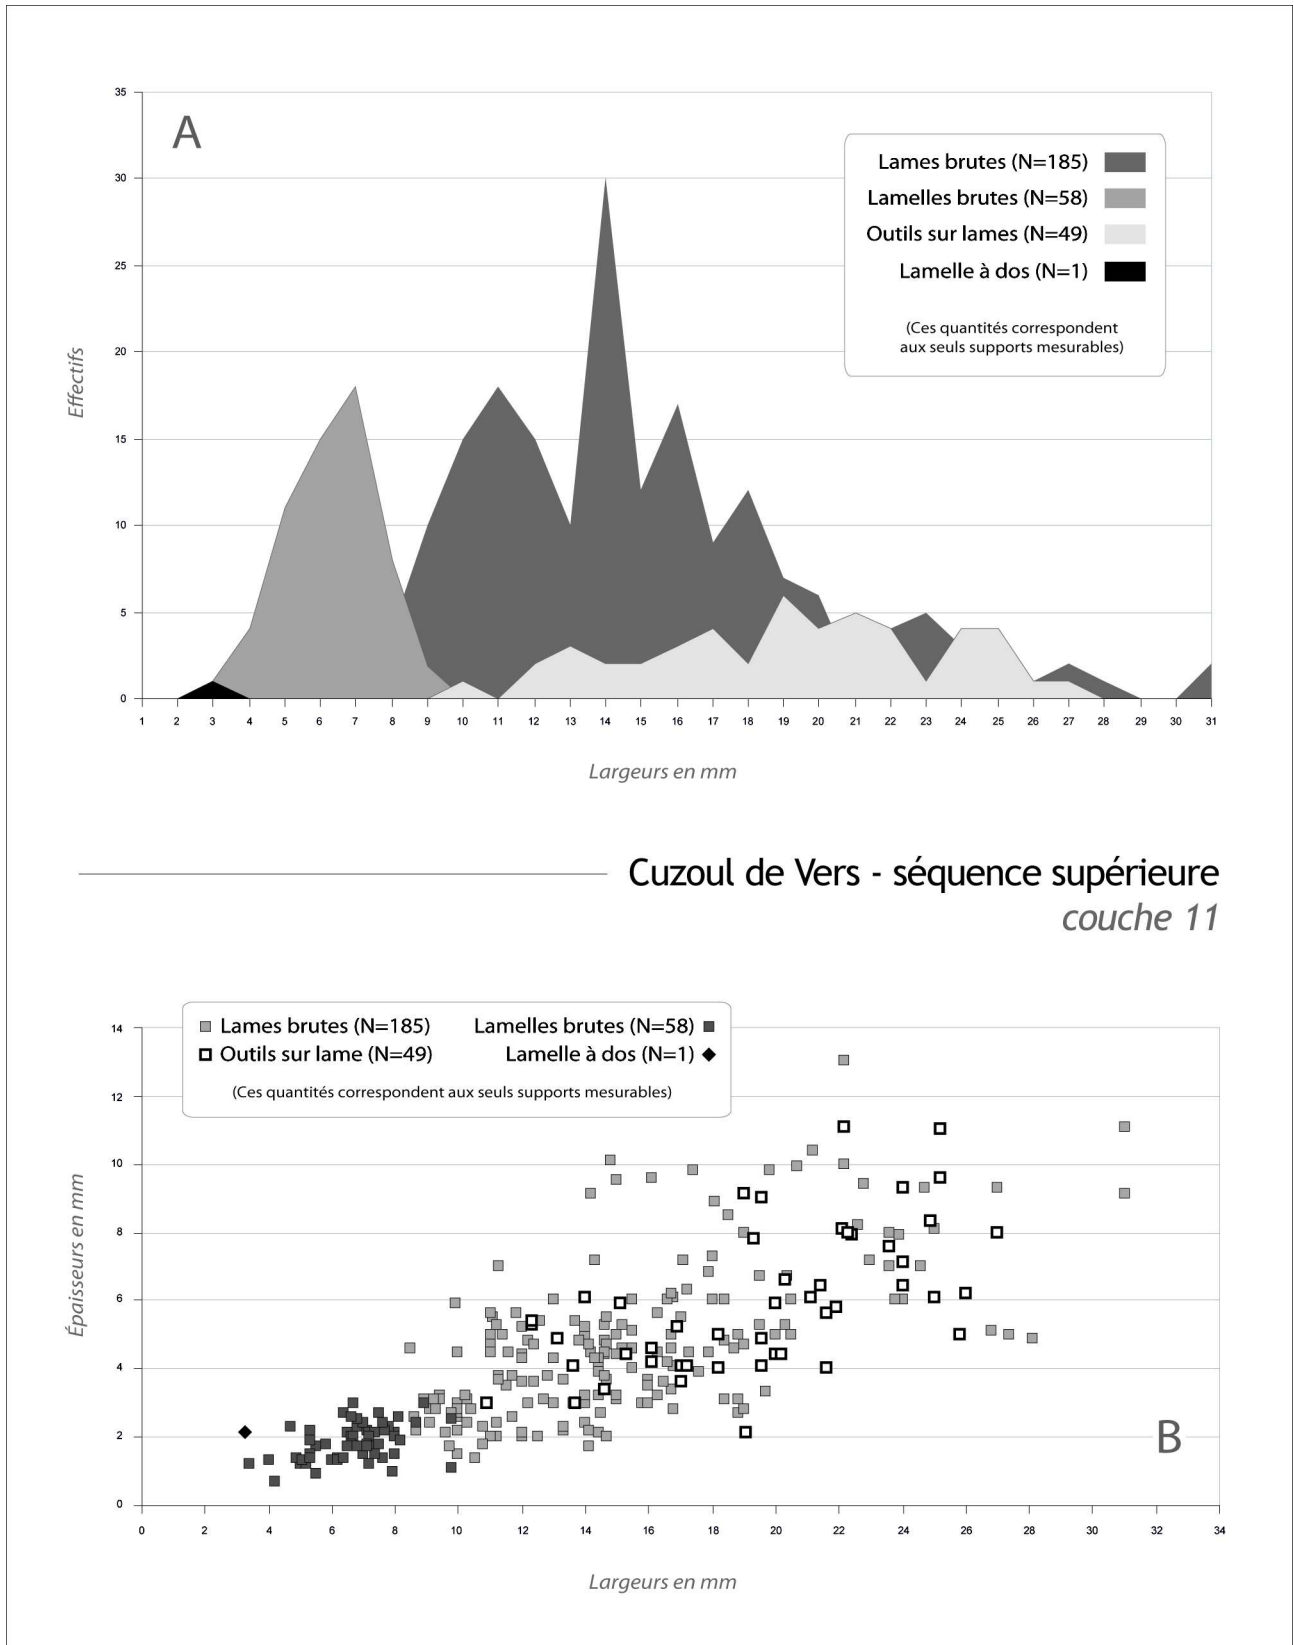 A
35
30
25
20
15
10
5
0
Effectifs
Lames brutes (N=185)
Lamelles brutes (N=58)
Outils sur lames (N=49)
Lamelle à dos (N=1)
(Ces quantités correspondent
aux seuls supports mesurables)
1 2 3 4 5 6 7 8 9 10 11 12 13 14 15 16 17 18 19 20 21 22 23 24 25 26 27 28 29 30 31
Largeurs en mm
Cuzoul de Vers - séquence supérieure
couche 11
Lames brutes (N=185) Lamelles brutes (N=58)
Outils sur lame (N=49) Lamelle à dos (N=1)
(Ces quantités correspondent aux seuls supports mesurables)
14
12
10
8
6
4
2
0
Épaisseurs en mm
B
0 2 4 6 8 10 12 14 16 18 20 22 24 26 28 30 32 34
Largeurs en mm